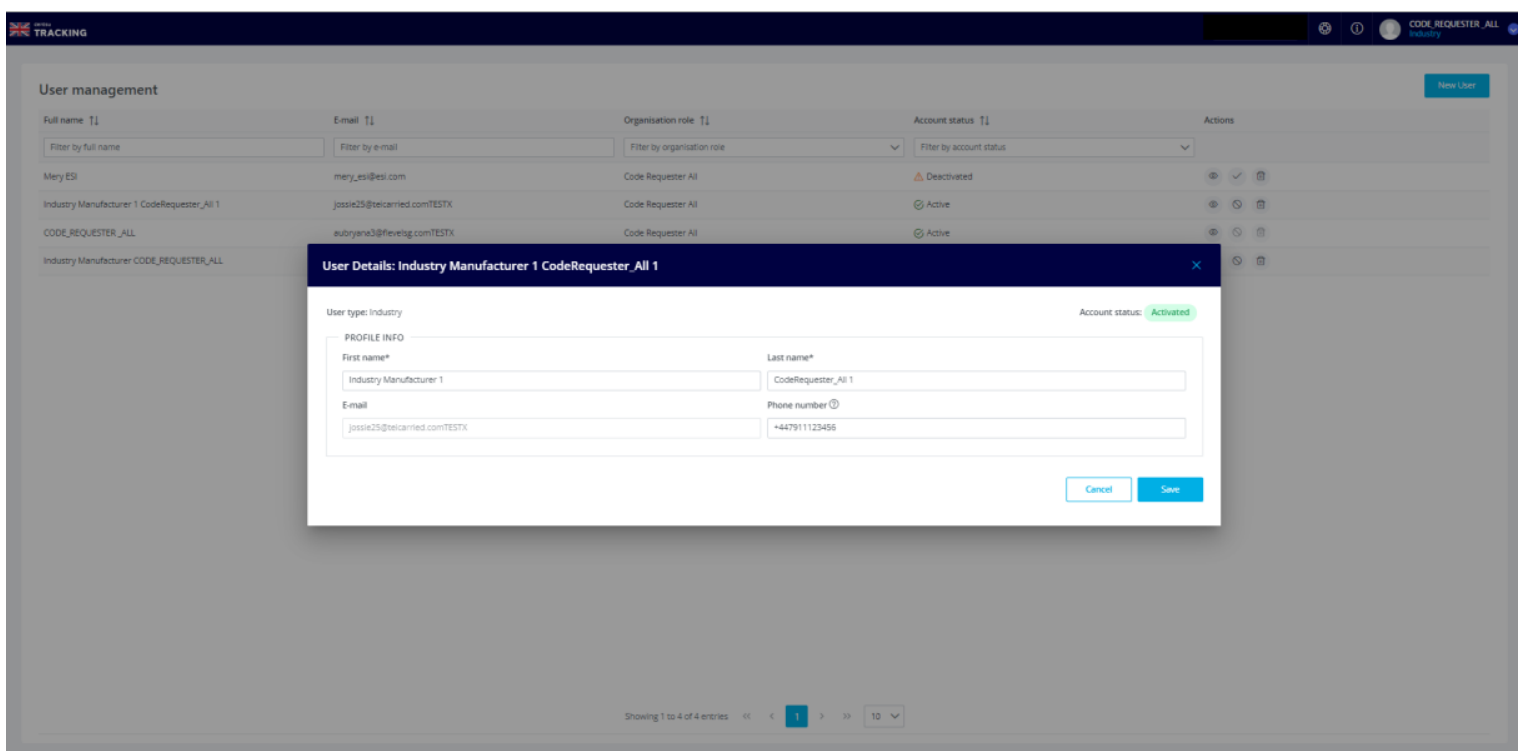 TRACKING
CODE_REQUESTER_ALL
Industry
User management
New User
Full name E-mail Organisation role Account status Actions
Filter by full name Filter by e-mail Filter by organisation role Filter by account status
Mery ESI mery_esi@esi.com Code Requester All Deactivated
Industry Manufacturer 1 CodeRequester_All 1 jossie25@teicarried.comTESTX Code Requester All Active
CODE_REQUESTER_ALL aubryana3@fievelsg.comTESTX Code Requester All Active
Industry Manufacturer CODE_REQUESTER_ALL
User Details: Industry Manufacturer 1 CodeRequester_All 1
User type: Industry Account status: Activated
PROFILE INFO
First name* Last name*
Industry Manufacturer 1 CodeRequester_All 1
E-mail Phone number
jossie25@teicarried.comTESTX +447911123456
Cancel Save
Showing 1 to 4 of 4 entries << < 1 > >> 10